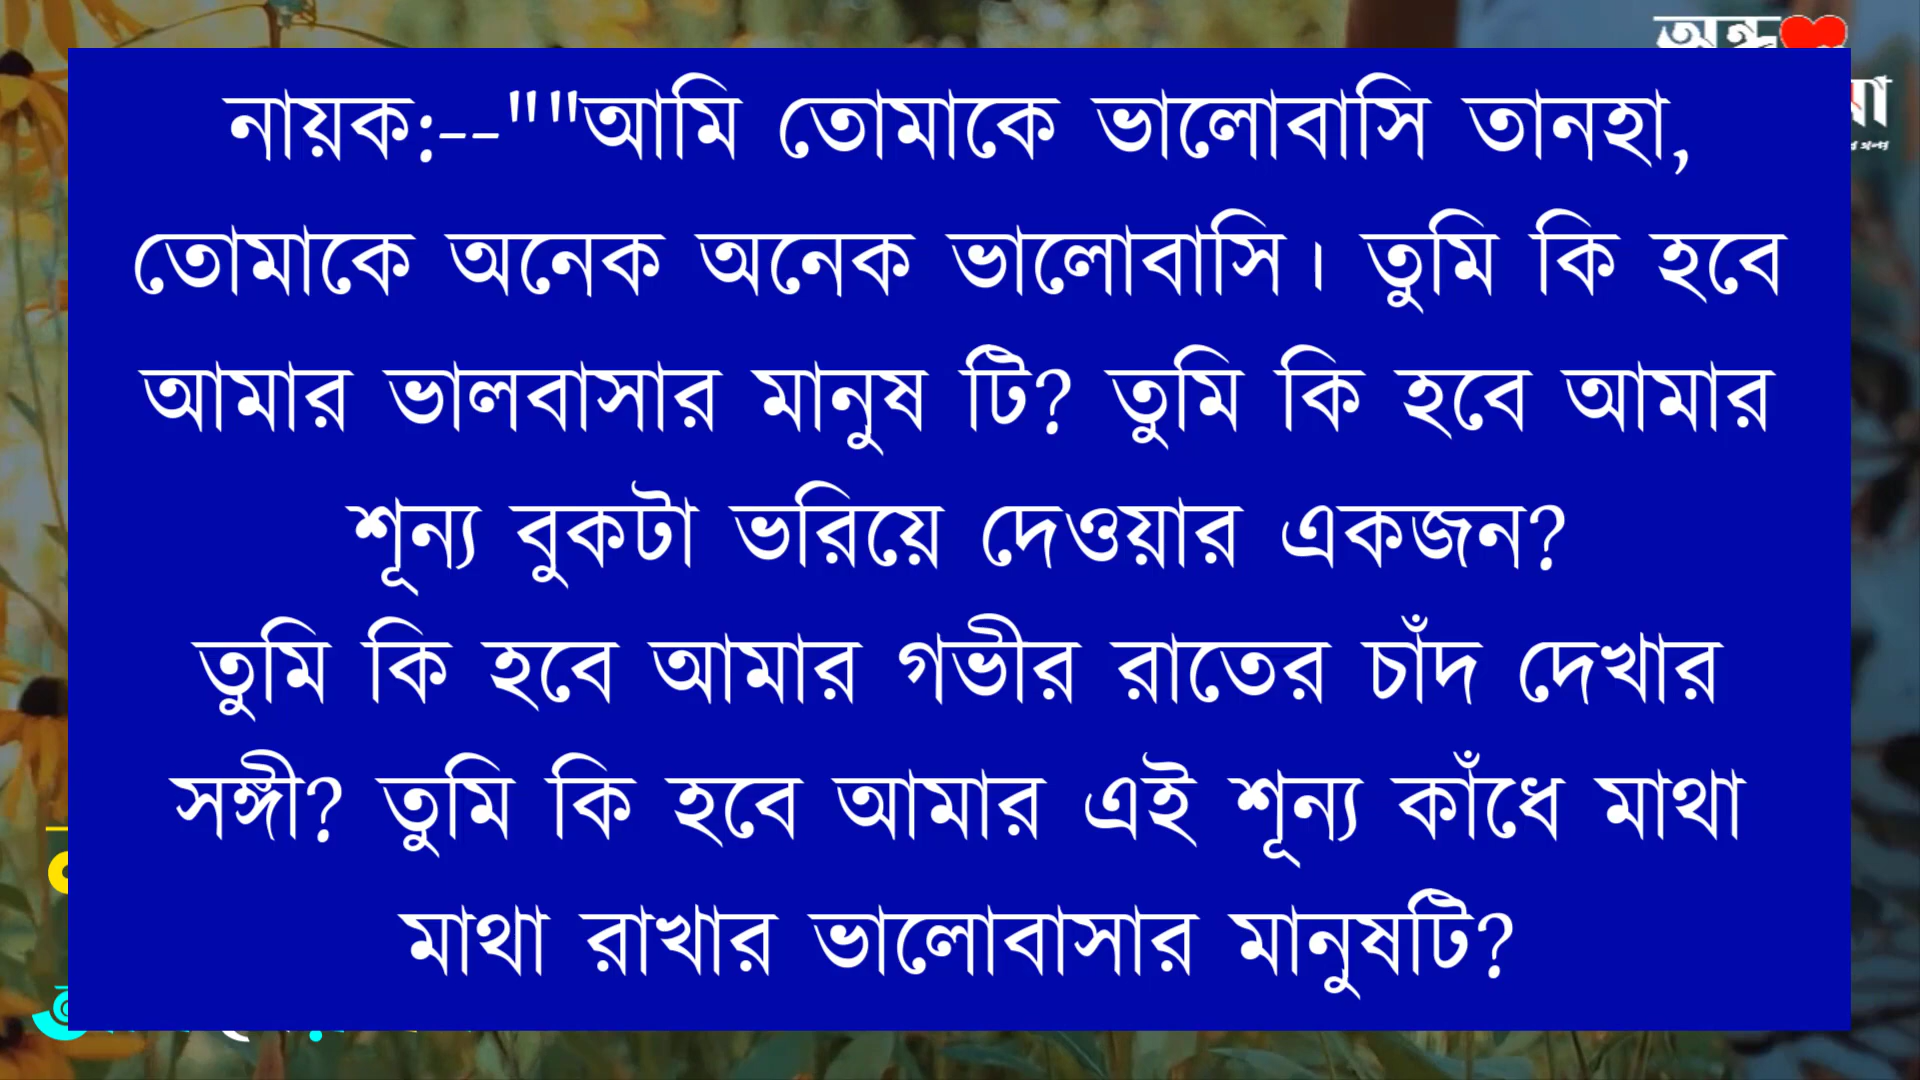 নায়ক:--""আমি তোমাকে ভালোবাসি তানহা,
তোমাকে অনেক অনেক ভালোবাসি। তুমি কি হবে
আমার ভালবাসার মানুষ টি? তুমি কি হবে আমার
শূন্য বুকটা ভরিয়ে দেওয়ার একজন?
তুমি কি হবে আমার গভীর রাতের চাঁদ দেখার
সঙ্গী? তুমি কি হবে আমার এই শূন্য কাঁধে মাথা
মাথা রাখার ভালোবাসার মানুষটি?